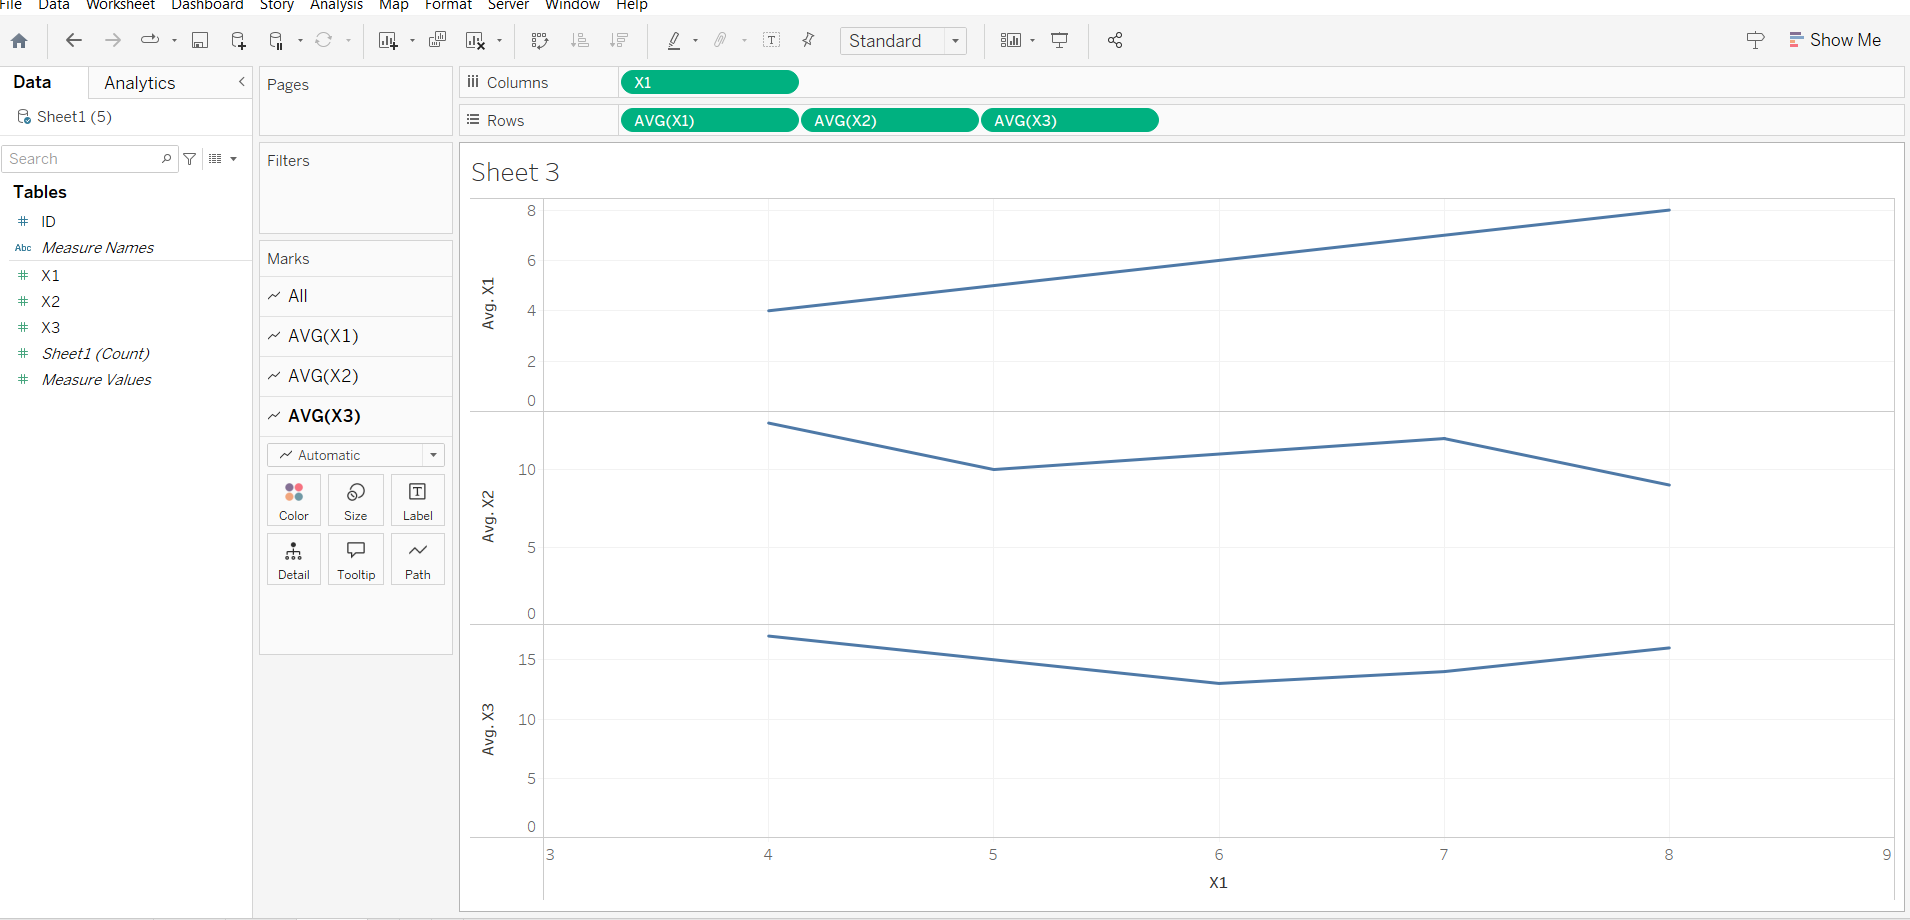 File Data Worksheet Dashboard Story Analysis Map Format Server Window Help
Standard
Show Me
Data Analytics
Sheet1 (5)
Search
Tables
ID
Abc Measure Names
X1
X2
X3
Sheet1 (Count)
Measure Values
Pages
Filters
Marks
All
AVG(X1)
AVG(X2)
AVG(X3)
Automatic
Color Size Label
Detail Tooltip Path
Columns X1
Rows AVG(X1) AVG(X2) AVG(X3)
Sheet 3
Avg. X1
8
6
4
2
0
Avg. X2
10
5
0
Avg. X3
15
10
5
0
3 4 5 6 7 8 9
X1